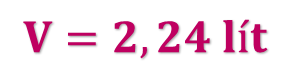 V = 2,24 lít